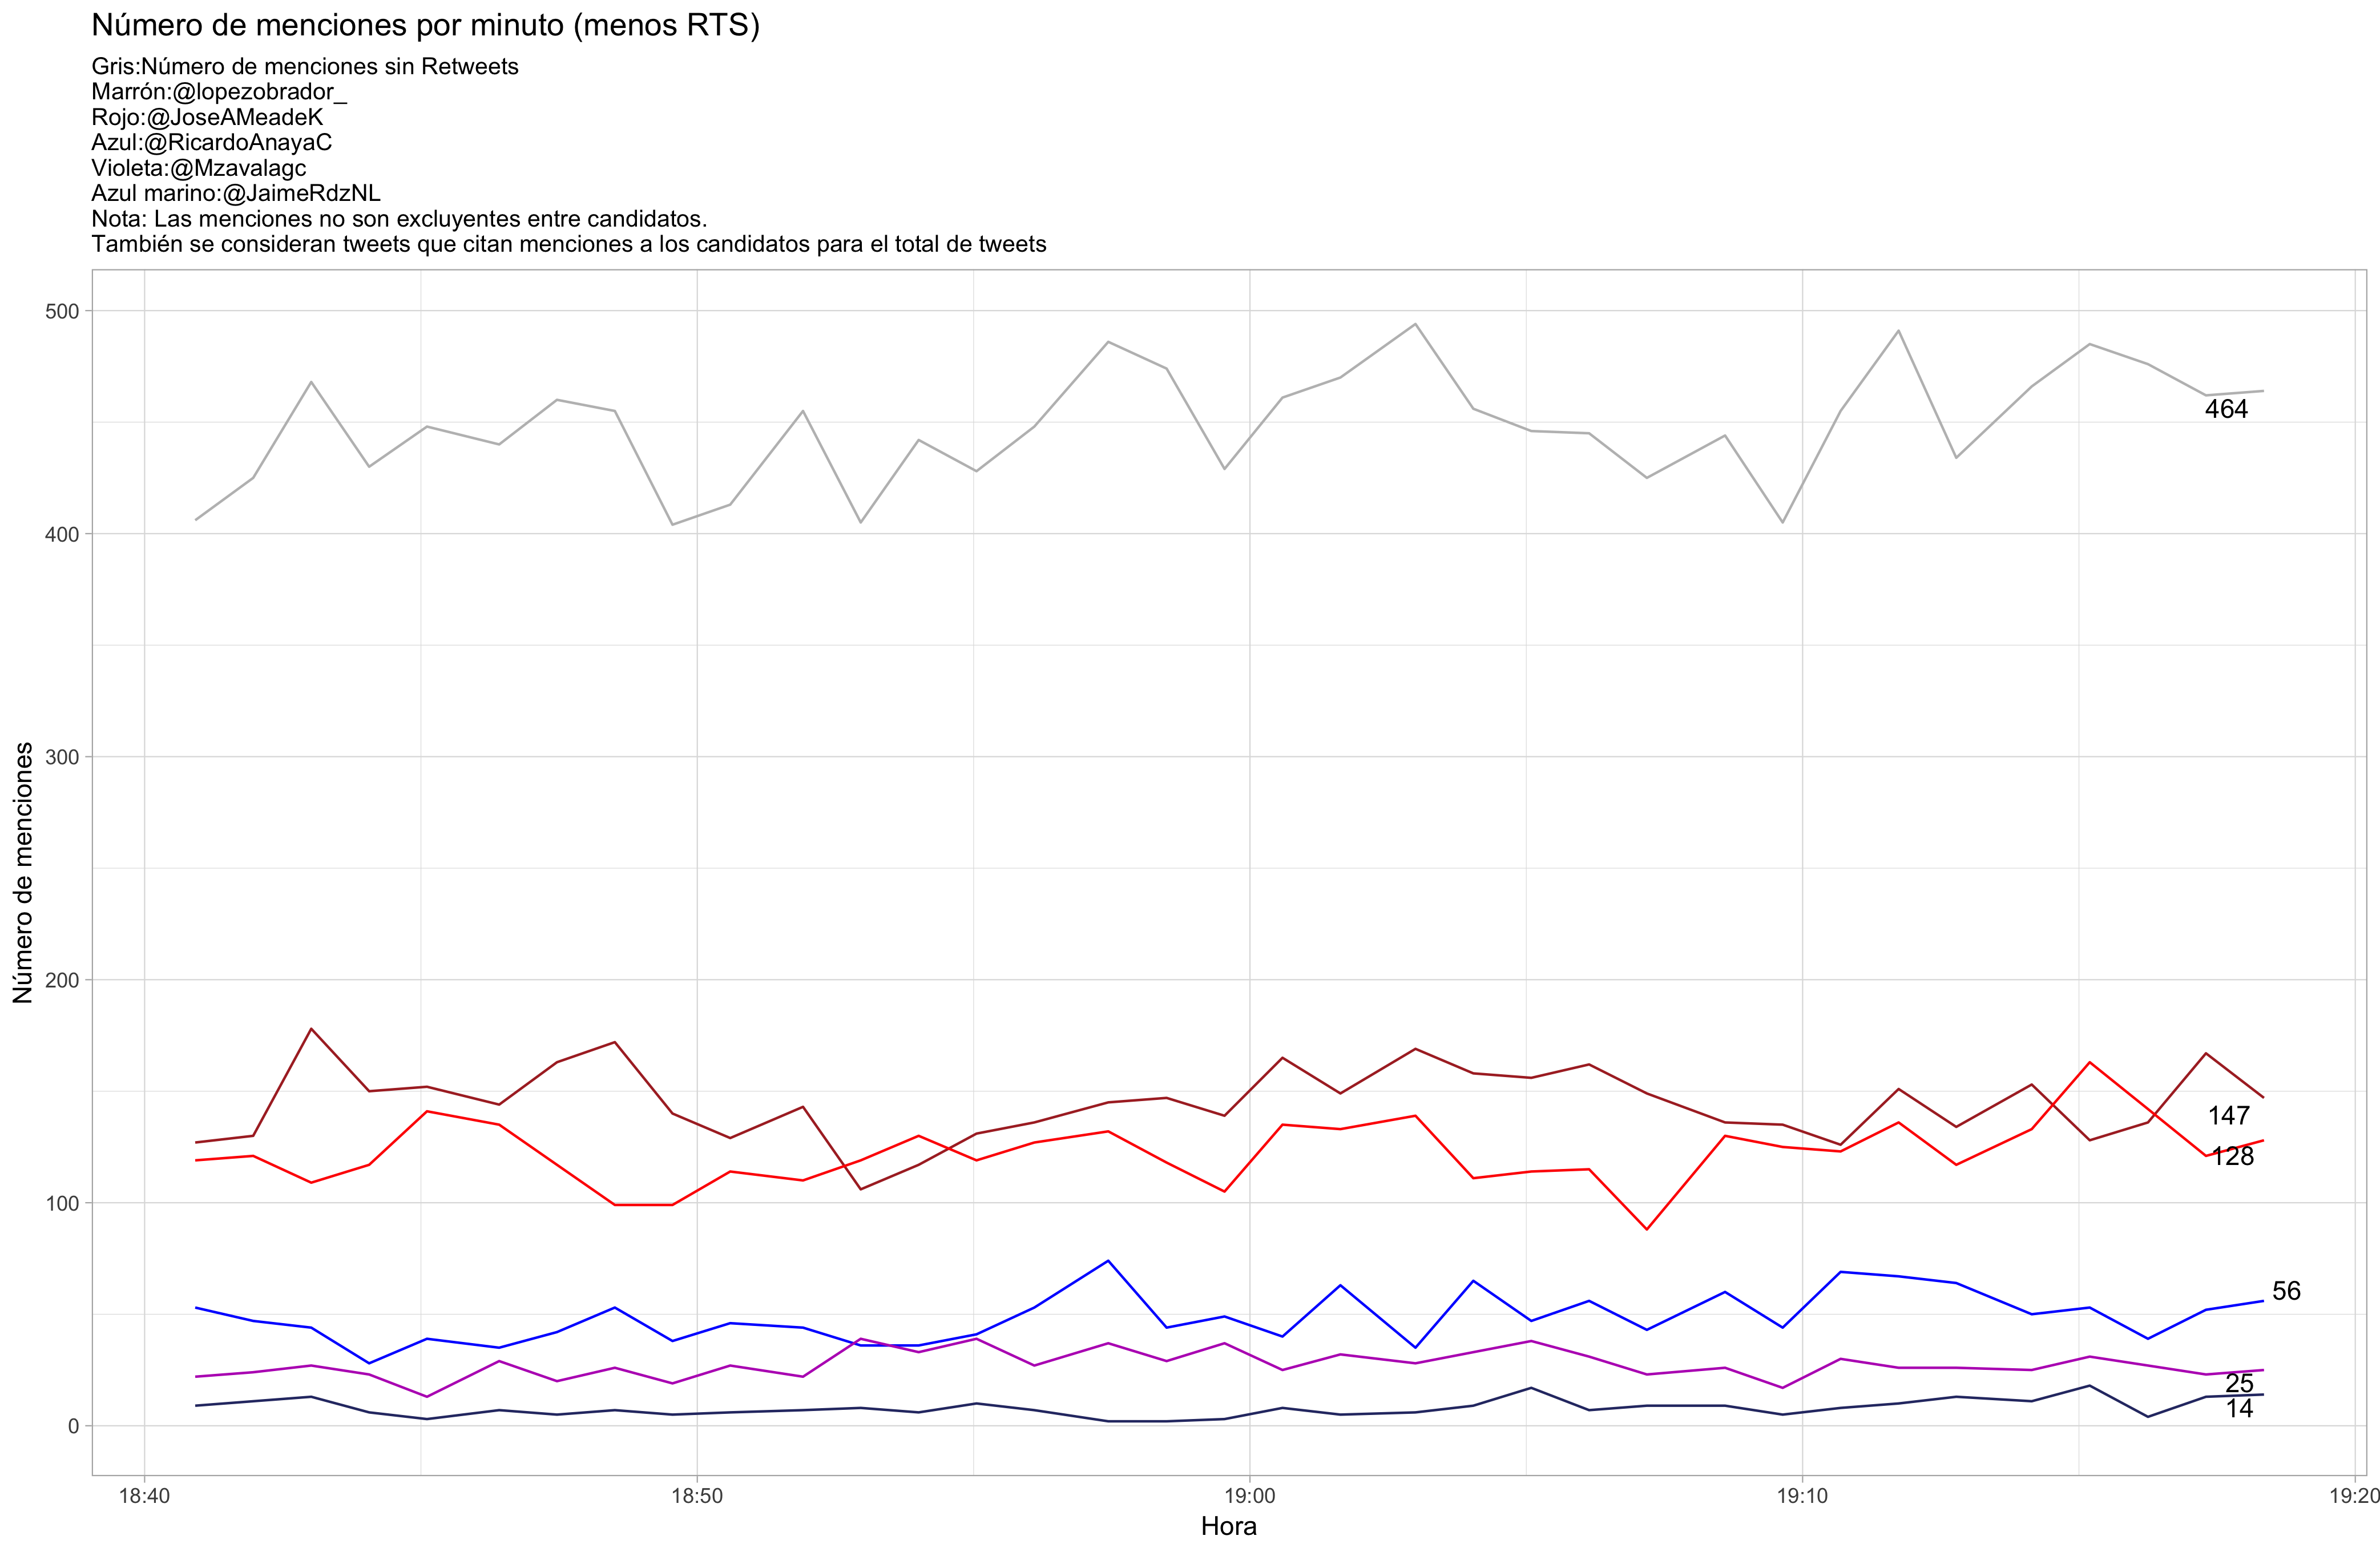 Número de menciones por minuto (menos RTS)
Gris:Número de menciones sin Retweets
Marrón:@lopezobrador_
Rojo:@JoseAMeadeK
Azul:@RicardoAnayaC
Violeta:@Mzavalagc
Azul marino:@JaimeRdzNL
Nota: Las menciones no son excluyentes entre candidatos.
También se consideran tweets que citan menciones a los candidatos para el total de tweets
500
464
400
300
Número de menciones
200
147
128
100
56
25
14
0
18:40 18:50 19:00 19:10 19:20
Hora